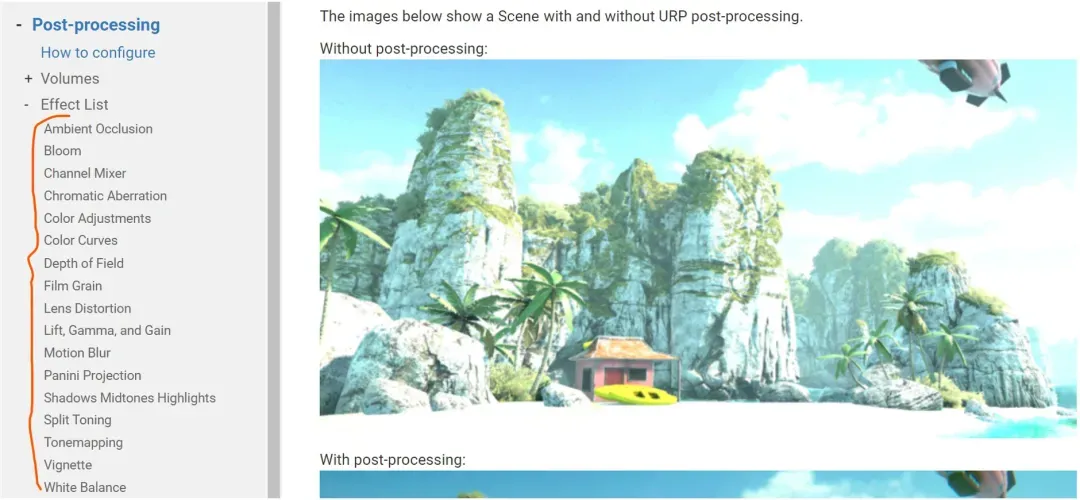 - Post-processing
How to configure
+ Volumes
- Effect List
Ambient Occlusion
Bloom
Channel Mixer
Chromatic Aberration
Color Adjustments
Color Curves
Depth of Field
Film Grain
Lens Distortion
Lift, Gamma, and Gain
Motion Blur
Panini Projection
Shadows Midtones Highlights
Split Toning
Tonemapping
Vignette
White Balance
The images below show a Scene with and without URP post-processing.
Without post-processing:
With post-processing: